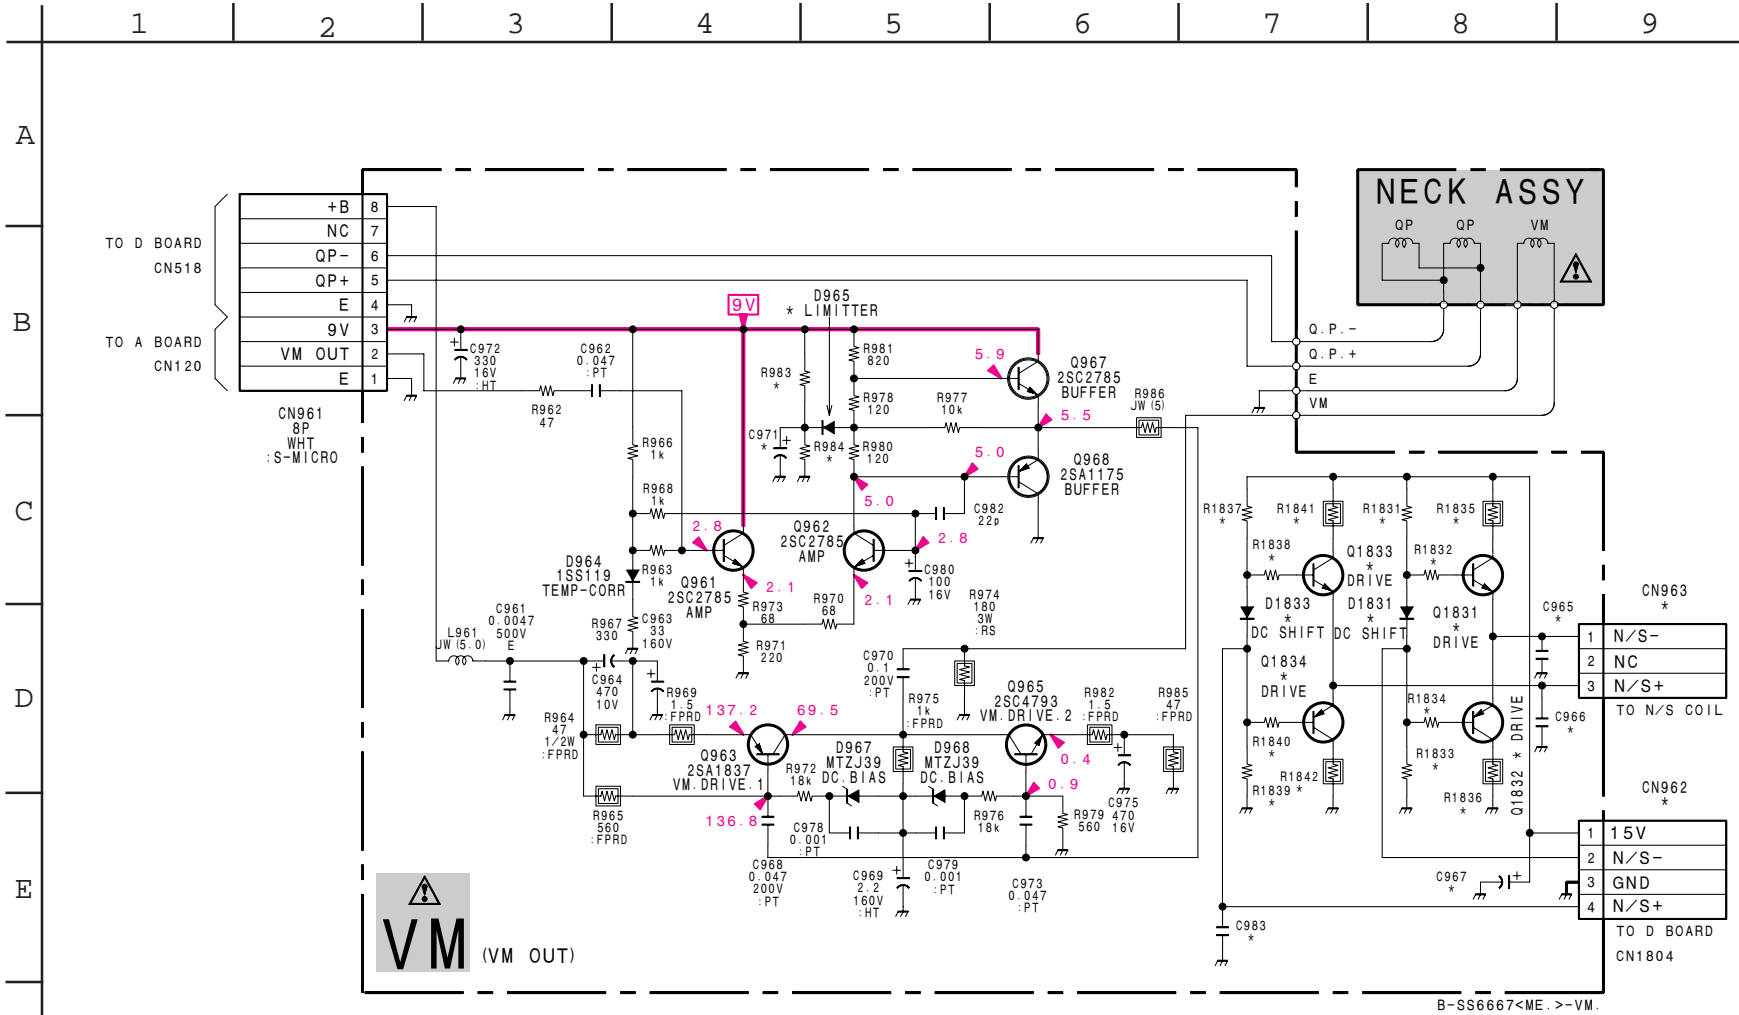 1 2 3 4 5 6 7 8 9
A
B
C
D
E
NECK ASSY
QP
QP
VM
TO D BOARD
CN518
TO A BOARD
CN120
+B 8
NC 7
QP- 6
QP+ 5
E 4
9V 3
VM OUT 2
E 1
CN961
8P
WHT
:S-MICRO
9V
D965
* LIMITTER
C972
330
16V
:HT
C962
0.047
:PT
R962
47
R983
*
R981
820
R978
120
R977
10k
5.9
Q967
2SC2785
BUFFER
R986
JW(5)
5.5
Q.P.-
Q.P.+
E
VM
R966
1k
C971
*
R984
*
R980
120
5.0
Q968
2SA1175
BUFFER
R968
1k
5.0
C982
22p
2.8
Q962
2SC2785
AMP
2.8
D964
1SS119
TEMP-CORR
R963
1k
Q961
2SC2785
AMP
2.1
R970
68
2.1
C980
100
16V
R974
180
3W
:RS
R973
68
R971
220
C961
0.0047
500V
E
L961
JW(5.0)
R967
330
C963
33
160V
C964
470
10V
R969
1.5
:FPRD
R964
47
1/2W
:FPRD
137.2
69.5
C970
0.1
200V
:PT
R975
1k
:FPRD
Q965
2SC4793
VM.DRIVE.2
R982
1.5
:FPRD
R985
47
:FPRD
Q963
2SA1837
VM.DRIVE.1
R972
18k
D967
MTZJ39
DC.BIAS
D968
MTZJ39
DC.BIAS
0.4
0.9
R965
560
:FPRD
136.8
C978
0.001
:PT
R976
18k
R979
560
C975
470
16V
C968
0.047
200V
:PT
C969
2.2
160V
:HT
C979
0.001
:PT
C973
0.047
:PT
R1837
*
R1841
*
R1831
*
R1835
*
R1838
*
Q1833
*
DRIVE
R1832
*
D1833
*
DC SHIFT
D1831
*
DC SHIFT
Q1831
*
DRIVE
C965
*
CN963
*
1 N/S-
2 NC
3 N/S+
TO N/S COIL
Q1834
*
DRIVE
R1834
*
C966
*
R1840
*
R1833
*
Q1832 * DRIVE
R1839
*
R1842
*
R1836
*
CN962
*
1 15V
2 N/S-
3 GND
4 N/S+
TO D BOARD
CN1804
C967
*
C983
*
VM (VM OUT)
B-SS6667<ME.>-VM.